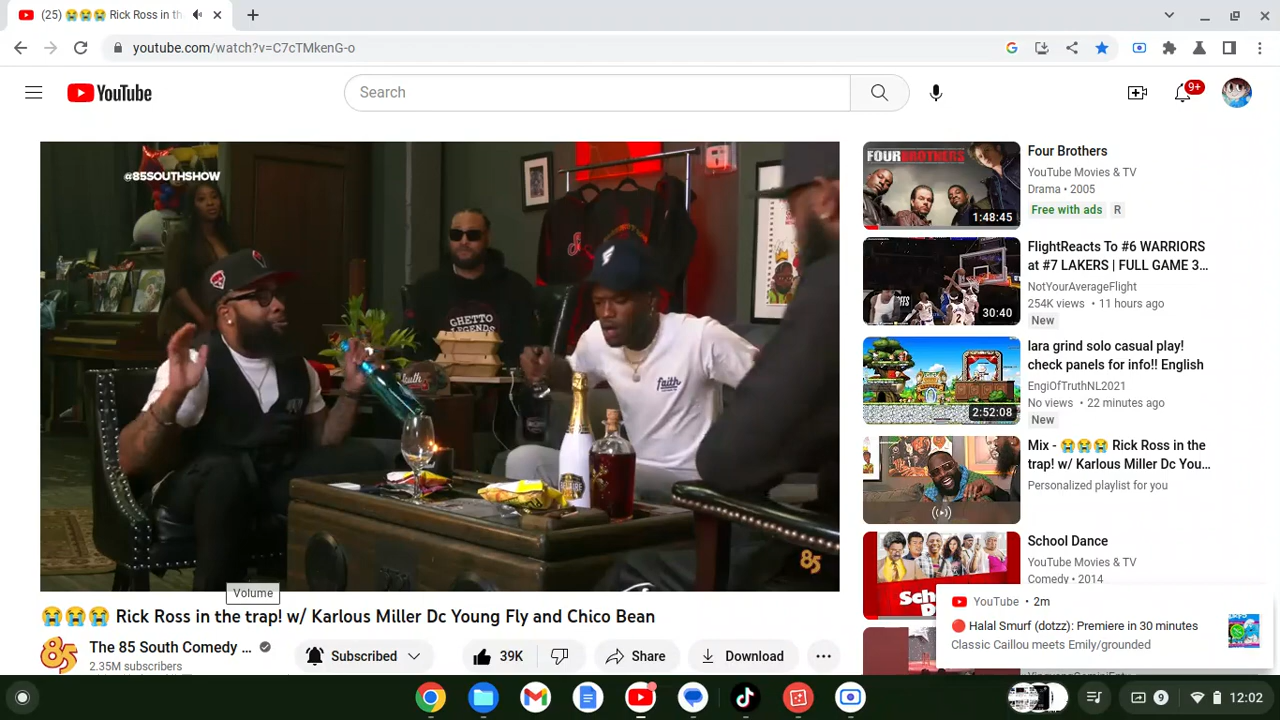 (25) 😭😭😭 Rick Ross in th
youtube.com/watch?v=C7cTMkenG-o
YouTube
Search
9+
@85SOUTHSHOW
GHETTO
LEGENDS
faith
85
Volume
😭😭😭 Rick Ross in the trap! w/ Karlous Miller Dc Young Fly and Chico Bean
85
The 85 South Comedy ...
2.35M subscribers
Subscribed
39K
Share
Download
FOUR BROTHERS
1:48:45
Four Brothers
YouTube Movies & TV
Drama • 2005
Free with ads
R
30:40
FlightReacts To #6 WARRIORS
at #7 LAKERS | FULL GAME 3...
NotYourAverageFlight
254K views • 11 hours ago
New
2:52:08
lara grind solo casual play!
check panels for info!! English
EngiOfTruthNL2021
No views • 22 minutes ago
New
Mix - 😭😭😭 Rick Ross in the
trap! w/ Karlous Miller Dc You...
Personalized playlist for you
School Dance
YouTube Movies & TV
Comedy • 2014
YouTube • 2m
🔴 Halal Smurf (dotzz): Premiere in 30 minutes
Classic Caillou meets Emily/grounded
9
12:02